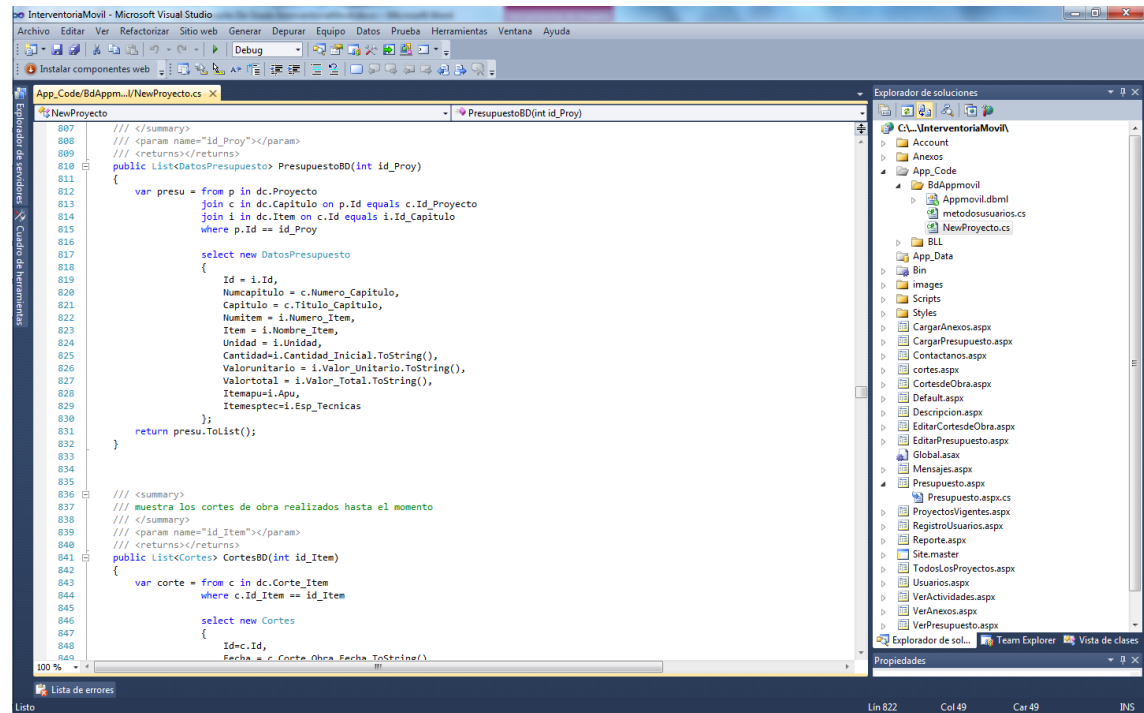 InterventoriaMovil - Microsoft Visual Studio
Archivo Editar Ver Refactorizar Sitio web Generar Depurar Equipo Datos Prueba Herramientas Ventana Ayuda
Debug
Instalar componentes web
Explorador de servidores
Cuadro de herramientas
App_Code/BdAppm...l/NewProyecto.cs
NewProyecto
PresupuestoBD(int id_Proy)
807 /// </summary>
808 /// <param name="id_Proy"></param>
809 /// <returns></returns>
810 public List<DatosPresupuesto> PresupuestoBD(int id_Proy)
811 {
812 var presu = from p in dc.Proyecto
813 join c in dc.Capitulo on p.Id equals c.Id_Proyecto
814 join i in dc.Item on c.Id equals i.Id_Capitulo
815 where p.Id == id_Proy
816
817 select new DatosPresupuesto
818 {
819 Id = i.Id,
820 Numcapitulo = c.Numero_Capitulo,
821 Capitulo = c.Titulo_Capitulo,
822 Numitem = i.Numero_Item,
823 Item = i.Nombre_Item,
824 Unidad = i.Unidad,
825 Cantidad=i.Cantidad_Inicial.ToString(),
826 Valorunitario = i.Valor_Unitario.ToString(),
827 Valortotal = i.Valor_Total.ToString(),
828 Itemapu=i.Apu,
829 Itemesptec=i.Esp_Tecnicas
830 };
831 return presu.ToList();
832 }
833
834
835
836 /// <summary>
837 /// muestra los cortes de obra realizados hasta el momento
838 /// </summary>
839 /// <param name="id_Item"></param>
840 /// <returns></returns>
841 public List<Cortes> CortesBD(int id_Item)
842 {
843 var corte = from c in dc.Corte_Item
844 where c.Id_Item == id_Item
845
846 select new Cortes
847 {
848 Id=c.Id,
849 Fecha = c.Corte_Obra.Fecha.ToString()
100 %
Explorador de soluciones
C:\...\InterventoriaMovil\
Account
Anexos
App_Code
BdAppmovil
Appmovil.dbml
metodosusuarios.cs
NewProyecto.cs
BLL
App_Data
Bin
images
Scripts
Styles
CargarAnexos.aspx
CargarPresupuesto.aspx
Contactanos.aspx
cortes.aspx
CortesdeObra.aspx
Default.aspx
Descripcion.aspx
EditarCortesdeObra.aspx
EditarPresupuesto.aspx
Global.asax
Mensajes.aspx
Presupuesto.aspx
Presupuesto.aspx.cs
ProyectosVigentes.aspx
RegistroUsuarios.aspx
Reporte.aspx
Site.master
TodosLosProyectos.aspx
Usuarios.aspx
VerActividades.aspx
VerAnexos.aspx
VerPresupuesto.aspx
Explorador de sol... Team Explorer Vista de clases
Propiedades
Lista de errores
Listo Lín 822 Col 49 Car 49 INS